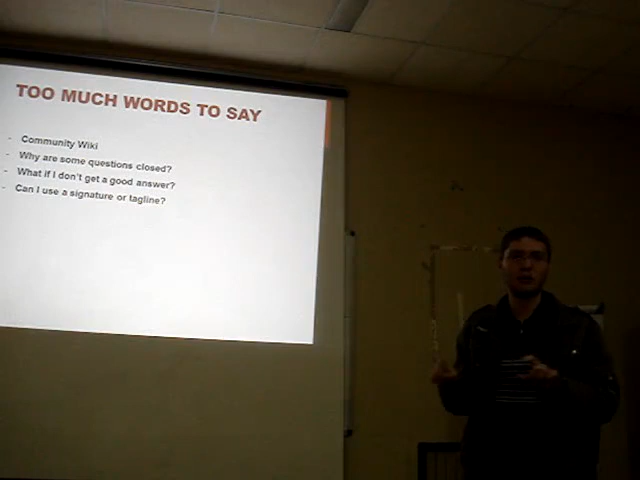 TOO MUCH WORDS TO SAY
- Community Wiki
- Why are some questions closed?
- What if I don't get a good answer?
- Can I use a signature or tagline?